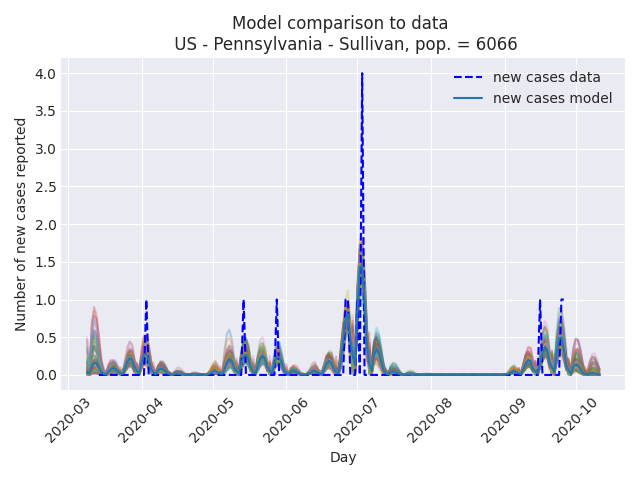 Model comparison to data
US - Pennsylvania - Sullivan, pop. = 6066
new cases data
new cases model
Number of new cases reported
4.0
3.5
3.0
2.5
2.0
1.5
1.0
0.5
0.0
2020-03
2020-04
2020-05
2020-06
2020-07
2020-08
2020-09
2020-10
Day